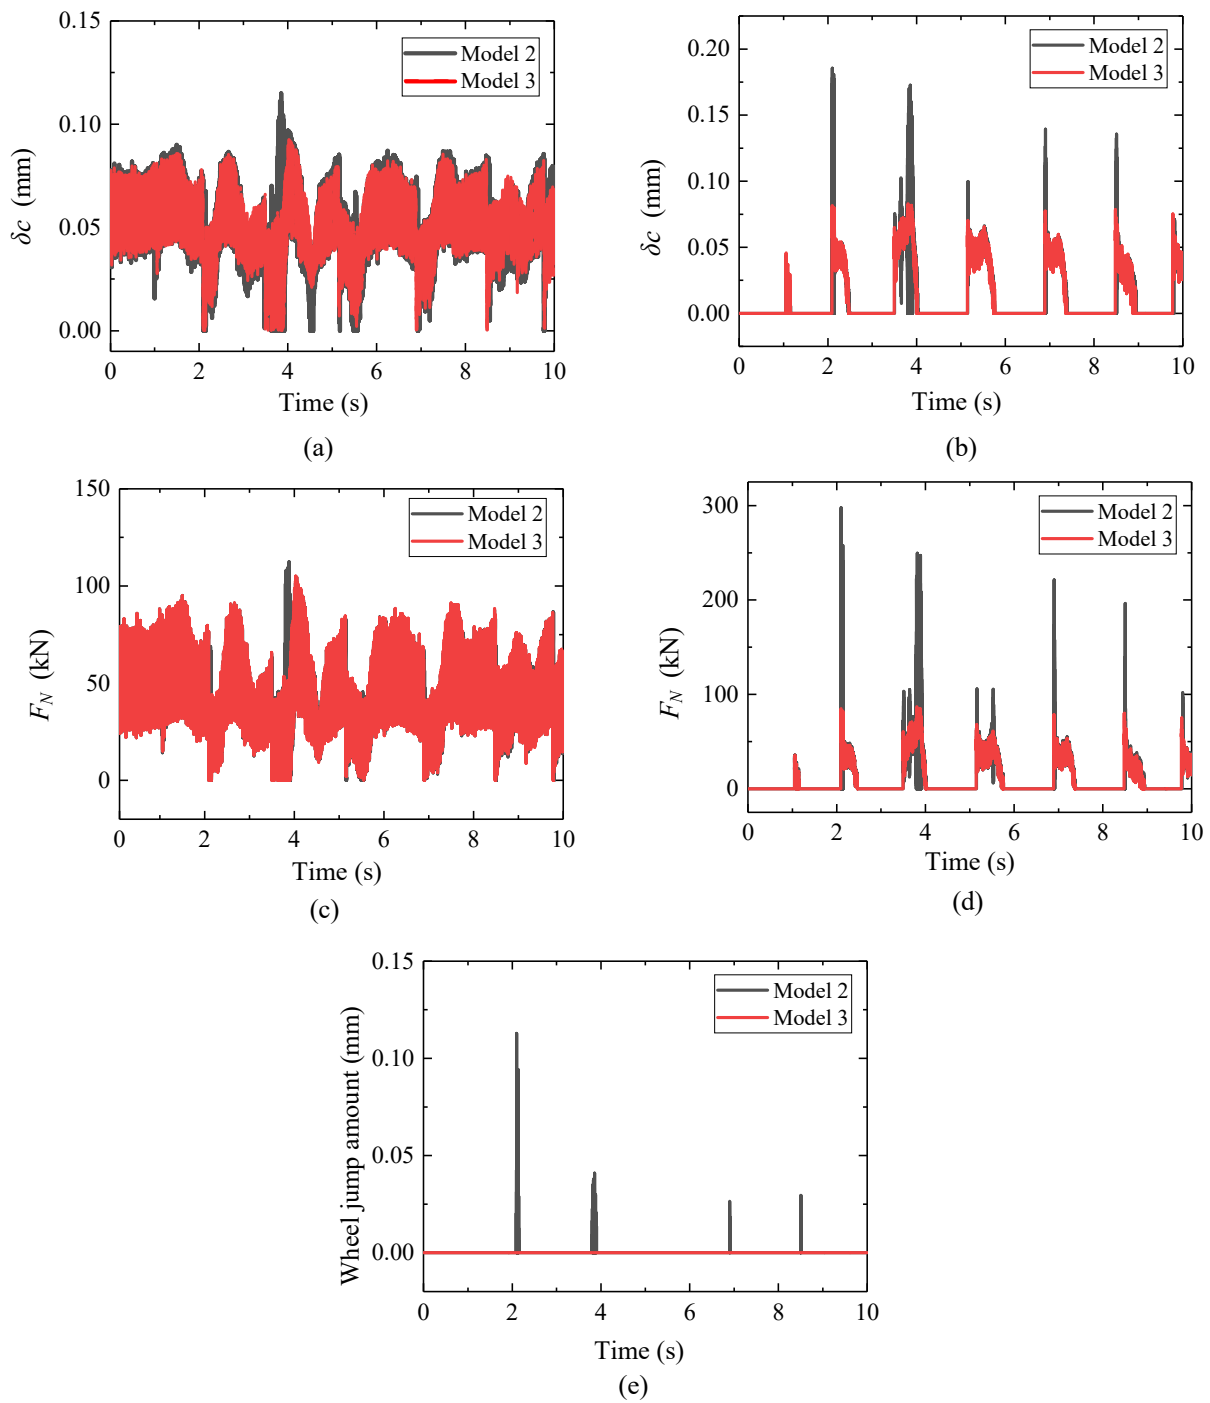 0.15
0.10
0.05
0.00
δc (mm)
Model 2
Model 3
0 2 4 6 8 10
Time (s)
(a)
0.20
0.15
0.10
0.05
0.00
δc (mm)
Model 2
Model 3
0 2 4 6 8 10
Time (s)
(b)
150
100
50
0
F_N (kN)
Model 2
Model 3
0 2 4 6 8 10
Time (s)
(c)
300
200
100
0
F_N (kN)
Model 2
Model 3
0 2 4 6 8 10
Time (s)
(d)
0.15
0.10
0.05
0.00
Wheel jump amount (mm)
Model 2
Model 3
0 2 4 6 8 10
Time (s)
(e)